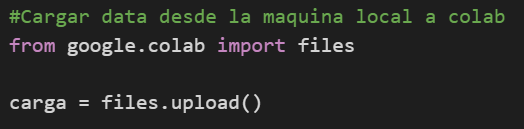 #Cargar data desde la maquina local a colab
from google.colab import files
carga = files.upload()